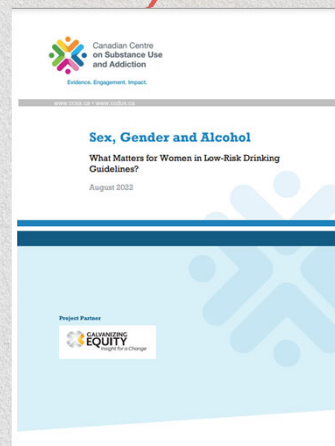 Canadian Centre
on Substance Use
and Addiction
Evidence. Engagement. Impact.
www.ccsa.ca • www.ccdus.ca
Sex, Gender and Alcohol
What Matters for Women in Low-Risk Drinking
Guidelines?
August 2022
Project Partner
GALVANIZING
EQUITY
Insight for a Change